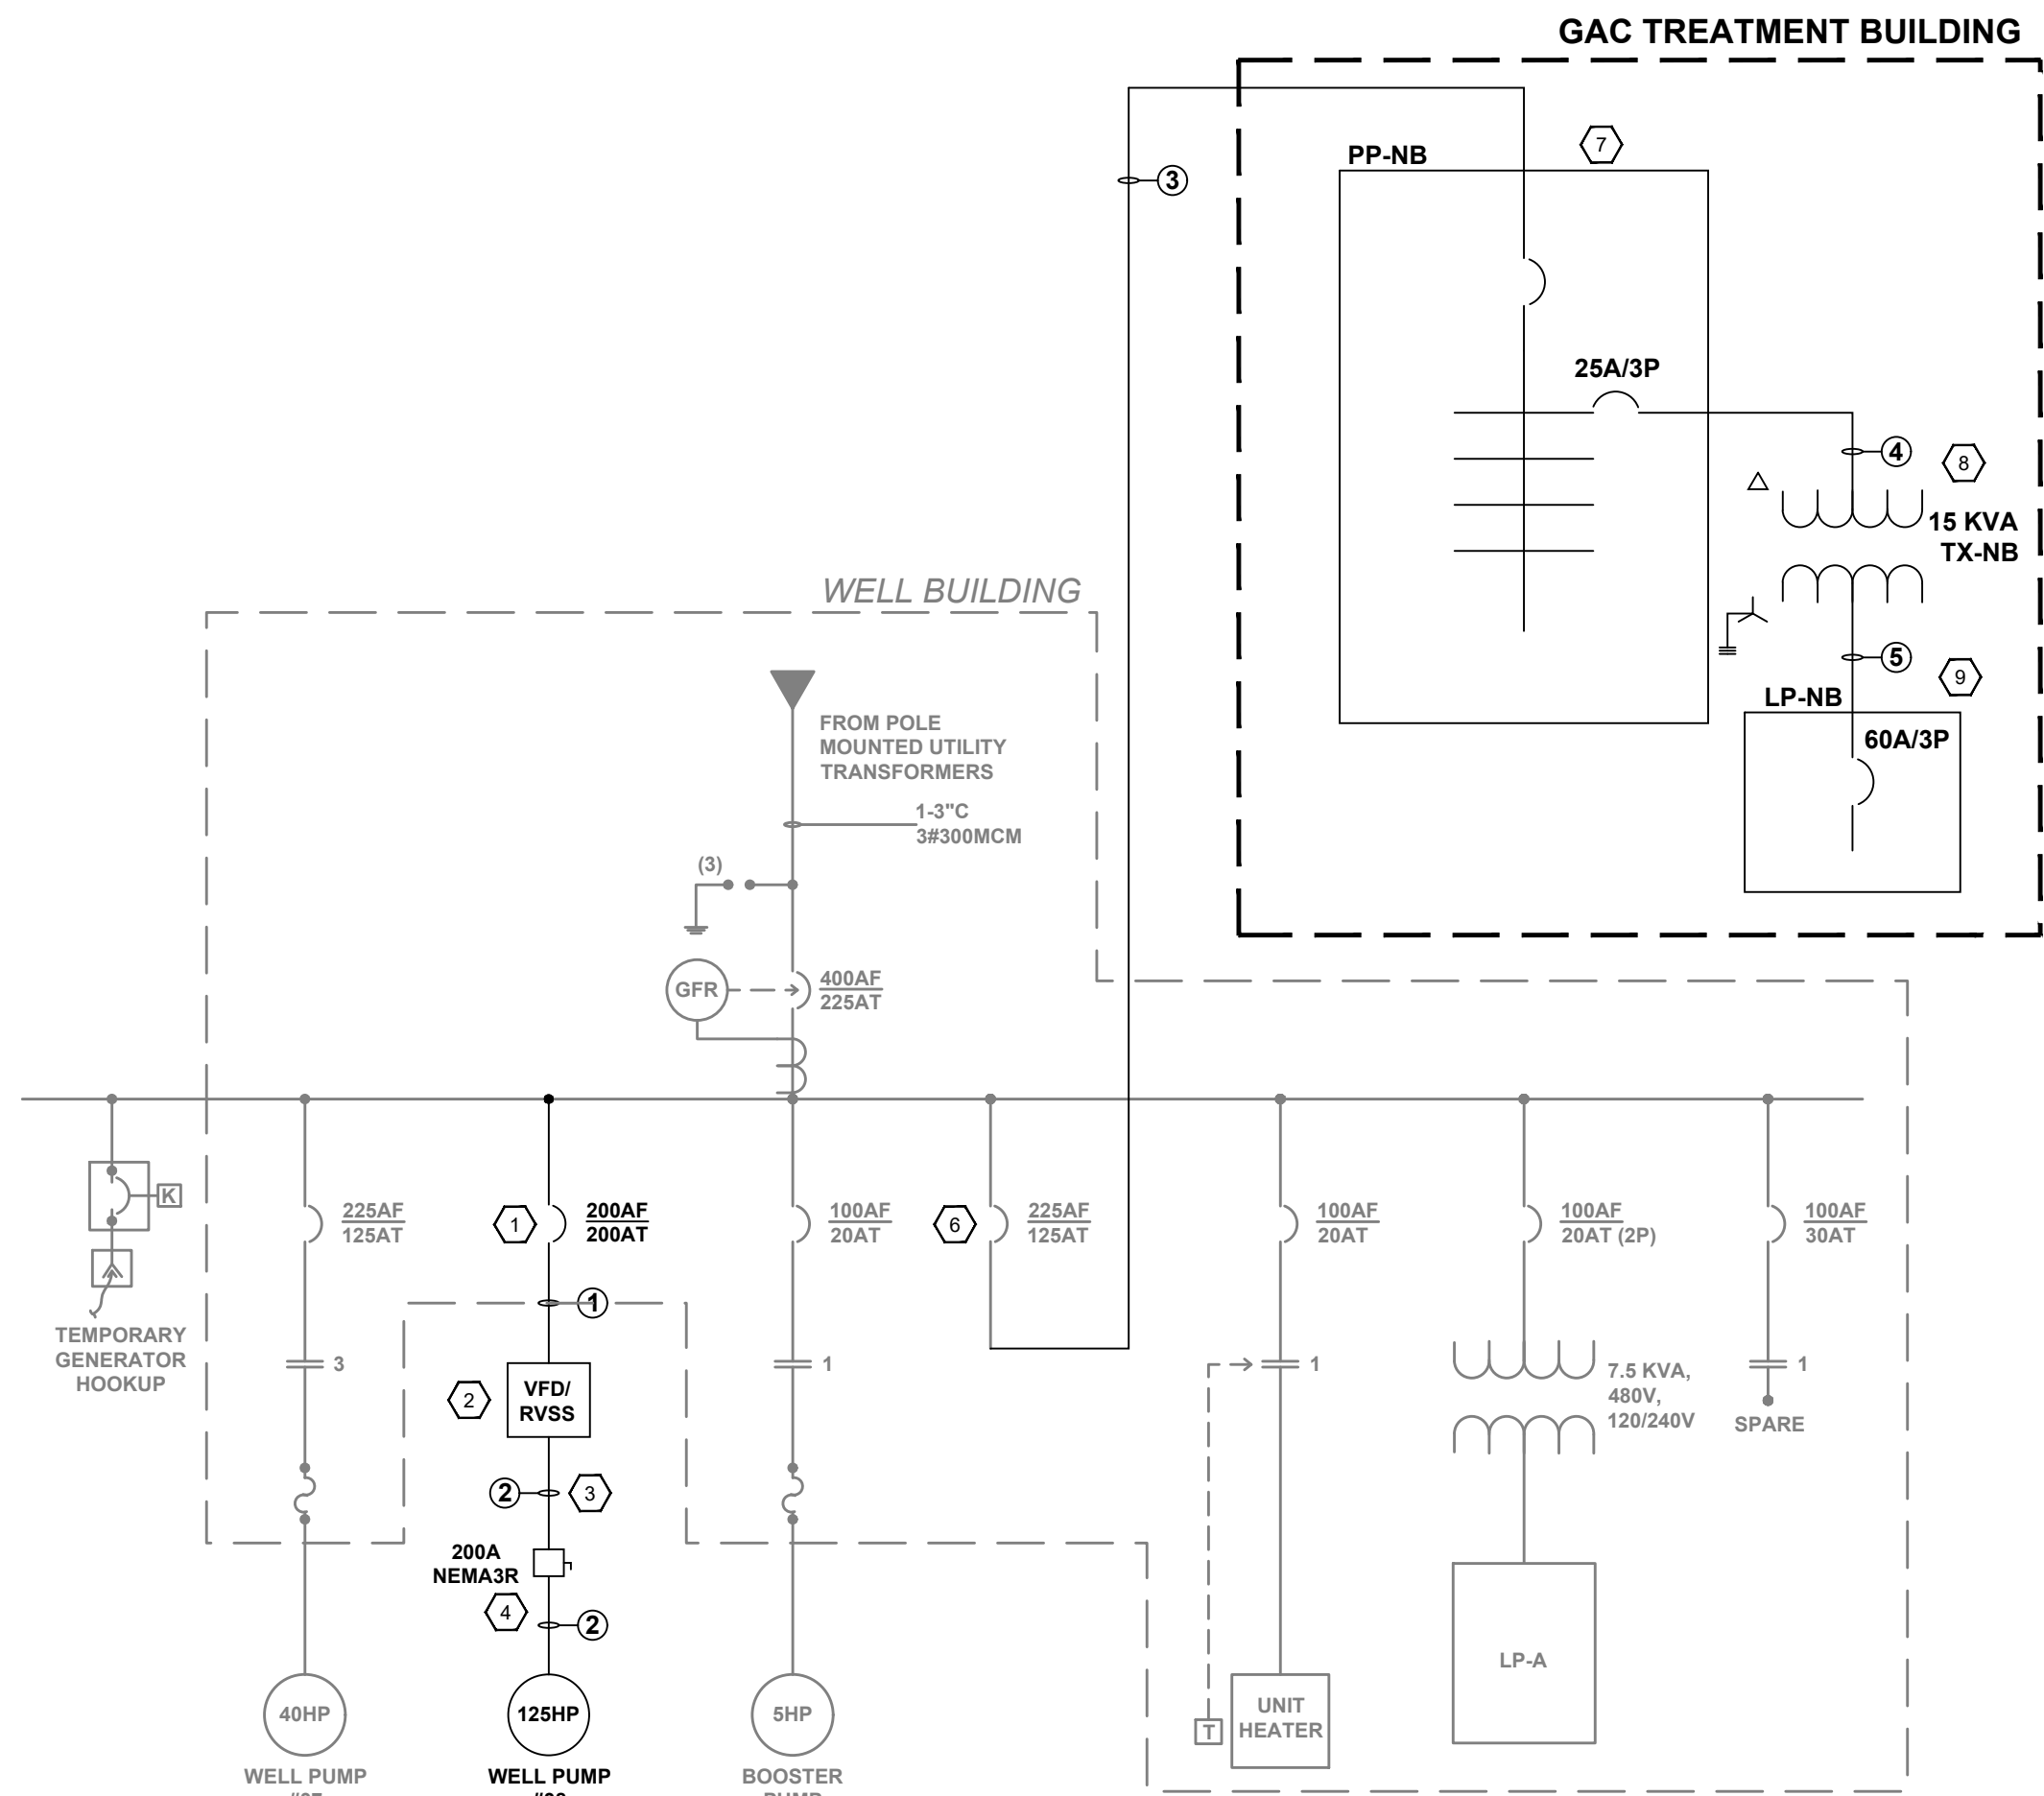 GAC TREATMENT BUILDING
7
PP-NB
3
25A/3P
4
8
15 KVA
TX-NB
5
9
LP-NB
60A/3P
WELL BUILDING
FROM POLE
MOUNTED UTILITY
TRANSFORMERS
1-3"C
3#300MCM
(3)
GFR
400AF
225AT
K
TEMPORARY
GENERATOR
HOOKUP
225AF
125AT
3
40HP
WELL PUMP
1
200AF
200AT
1
2
VFD/
RVSS
2
3
200A
NEMA3R
4
2
125HP
WELL PUMP
100AF
20AT
1
5HP
BOOSTER
PUMP
6
225AF
125AT
100AF
20AT
1
T
UNIT
HEATER
100AF
20AT (2P)
7.5 KVA,
480V,
120/240V
LP-A
100AF
30AT
1
SPARE